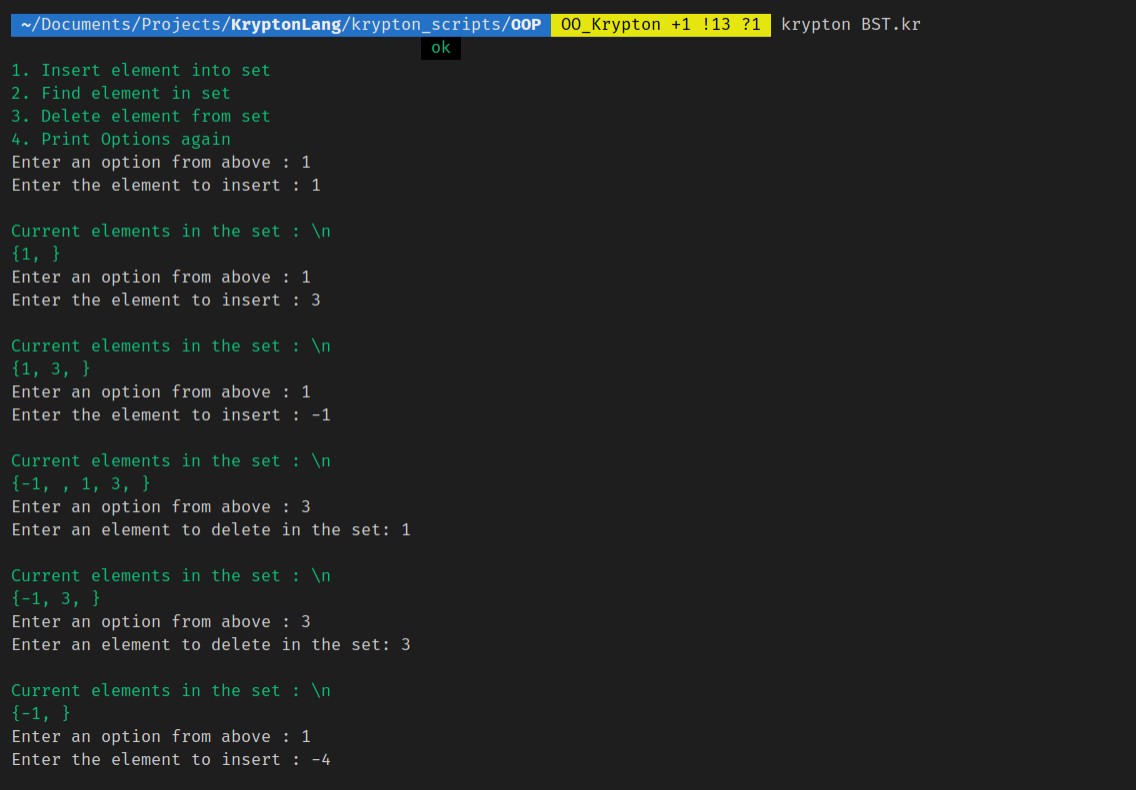 ~/Documents/Projects/KryptonLang/krypton_scripts/OOP OO_Krypton +1 !13 ?1 krypton BST.kr
ok
1. Insert element into set
2. Find element in set
3. Delete element from set
4. Print Options again
Enter an option from above : 1
Enter the element to insert : 1
Current elements in the set : \n
{1, }
Enter an option from above : 1
Enter the element to insert : 3
Current elements in the set : \n
{1, 3, }
Enter an option from above : 1
Enter the element to insert : -1
Current elements in the set : \n
{-1, , 1, 3, }
Enter an option from above : 3
Enter an element to delete in the set: 1
Current elements in the set : \n
{-1, 3, }
Enter an option from above : 3
Enter an element to delete in the set: 3
Current elements in the set : \n
{-1, }
Enter an option from above : 1
Enter the element to insert : -4